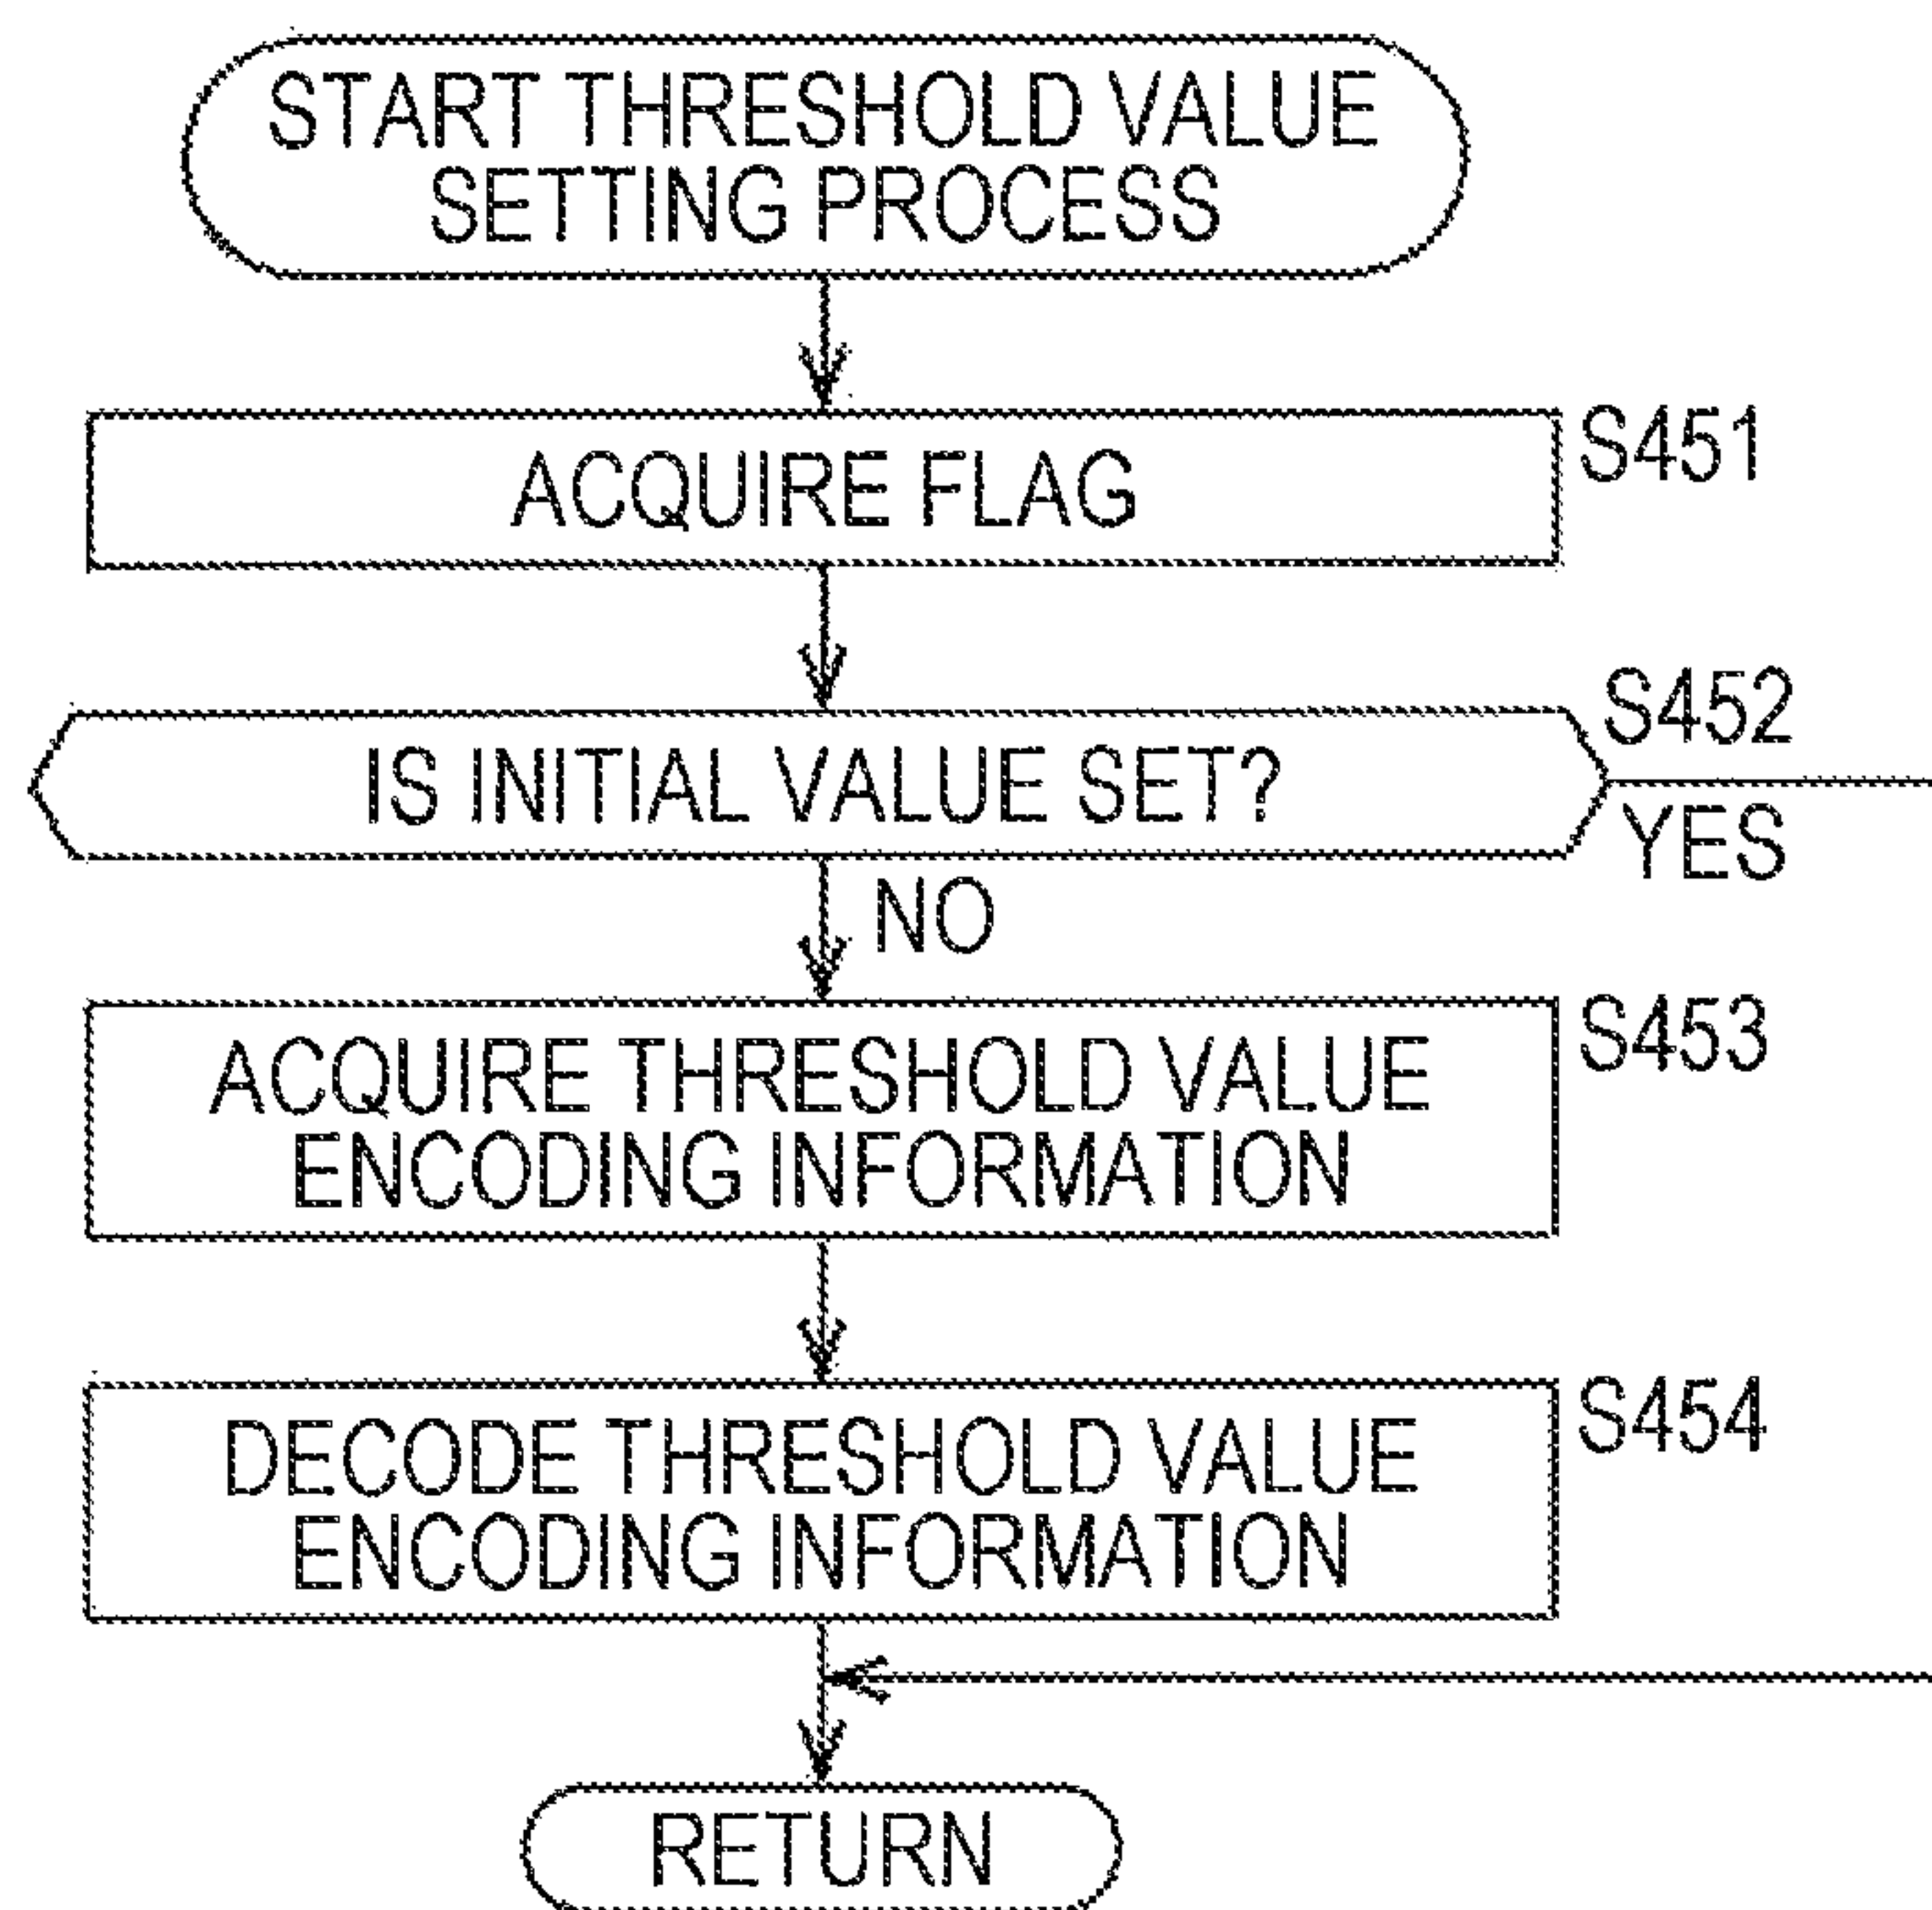 START THRESHOLD VALUE
SETTING PROCESS
ACQUIRE FLAG
S451
IS INITIAL VALUE SET?
S452
YES
NO
ACQUIRE THRESHOLD VALUE
ENCODING INFORMATION
S453
DECODE THRESHOLD VALUE
ENCODING INFORMATION
S454
RETURN